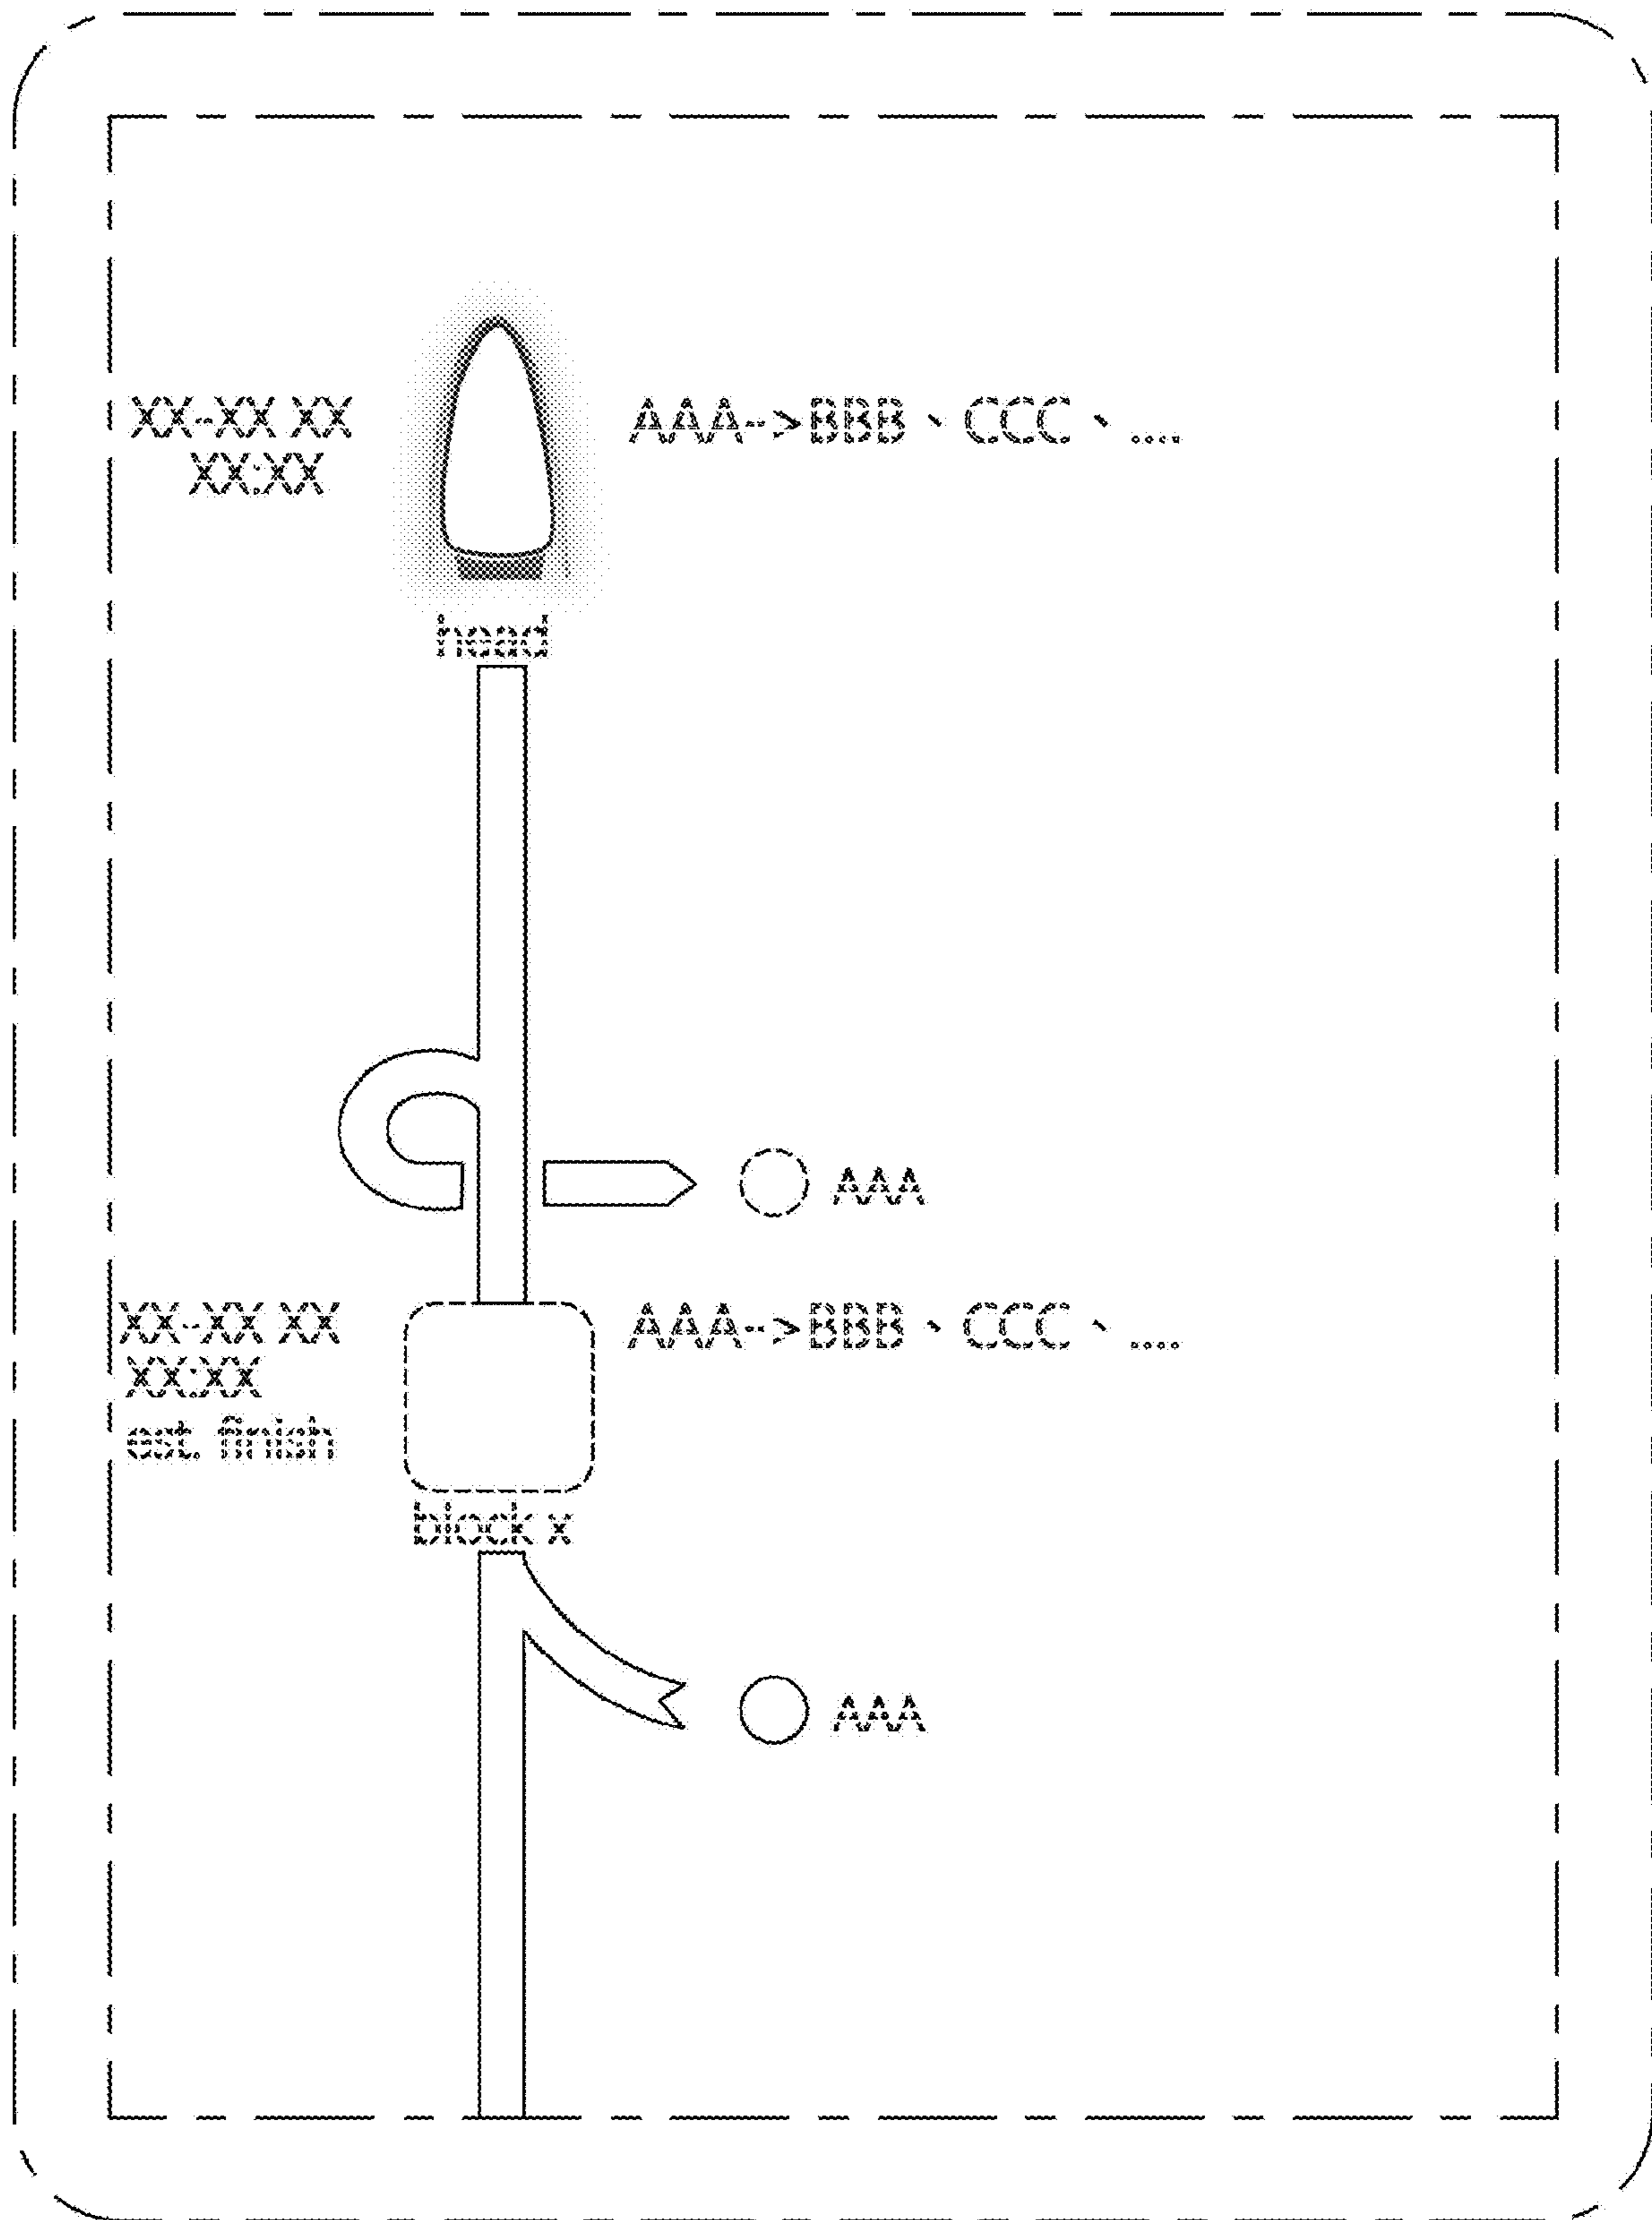 XX-XX XX
XX:XX
AAA-->BBB、CCC、....
head
AAA
XX-XX XX
XX:XX
est. finish
AAA-->BBB、CCC、....
block x
AAA